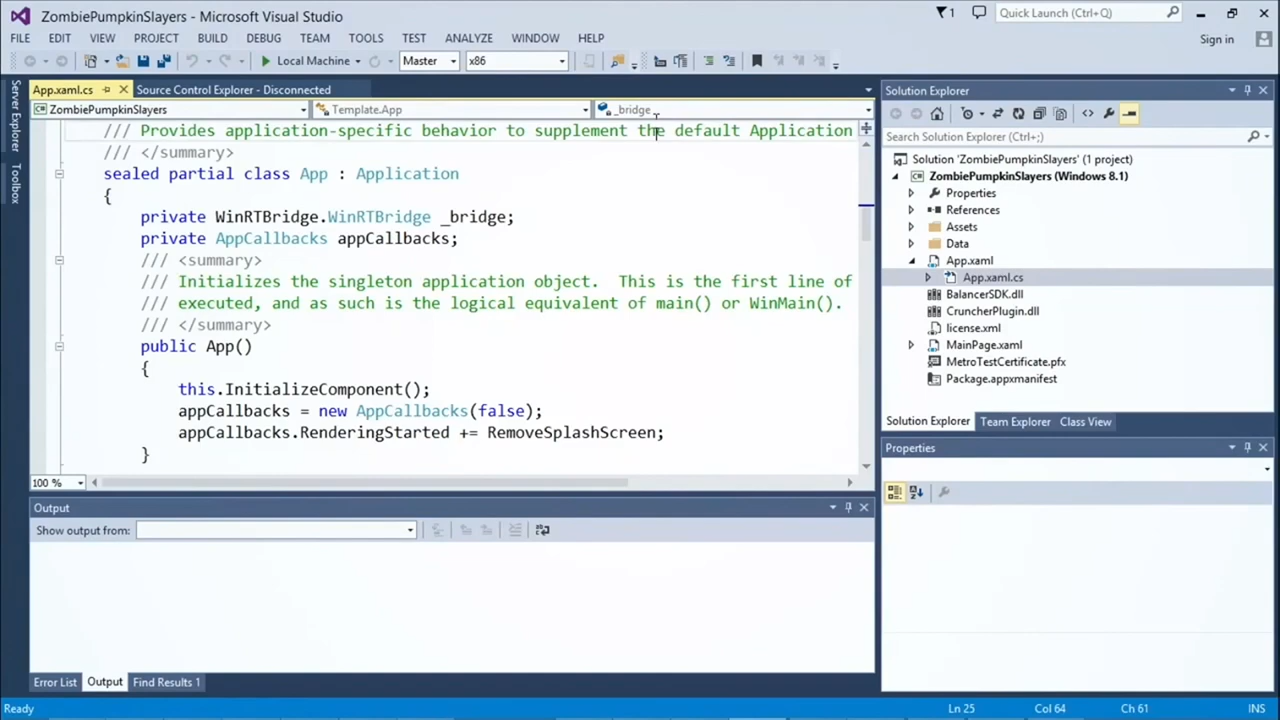 ZombiePumpkinSlayers - Microsoft Visual Studio
1
Quick Launch (Ctrl+Q)
FILE EDIT VIEW PROJECT BUILD DEBUG TEAM TOOLS TEST ANALYZE WINDOW HELP
Sign in
Local Machine Master x86
Server Explorer
Toolbox
App.xaml.cs Source Control Explorer - Disconnected
ZombiePumpkinSlayers Template.App _bridge
/// Provides application-specific behavior to supplement the default Application
/// </summary>
sealed partial class App : Application
{
private WinRTBridge.WinRTBridge _bridge;
private AppCallbacks appCallbacks;
/// <summary>
/// Initializes the singleton application object.  This is the first line of
/// executed, and as such is the logical equivalent of main() or WinMain().
/// </summary>
public App()
{
this.InitializeComponent();
appCallbacks = new AppCallbacks(false);
appCallbacks.RenderingStarted += RemoveSplashScreen;
}
100 %
Output
Show output from:
Error List Output Find Results 1
Solution Explorer
Search Solution Explorer (Ctrl+;)
Solution 'ZombiePumpkinSlayers' (1 project)
ZombiePumpkinSlayers (Windows 8.1)
Properties
References
Assets
Data
App.xaml
App.xaml.cs
BalancerSDK.dll
CruncherPlugin.dll
license.xml
MainPage.xaml
MetroTestCertificate.pfx
Package.appxmanifest
Solution Explorer Team Explorer Class View
Properties
Ready Ln 25 Col 64 Ch 61 INS